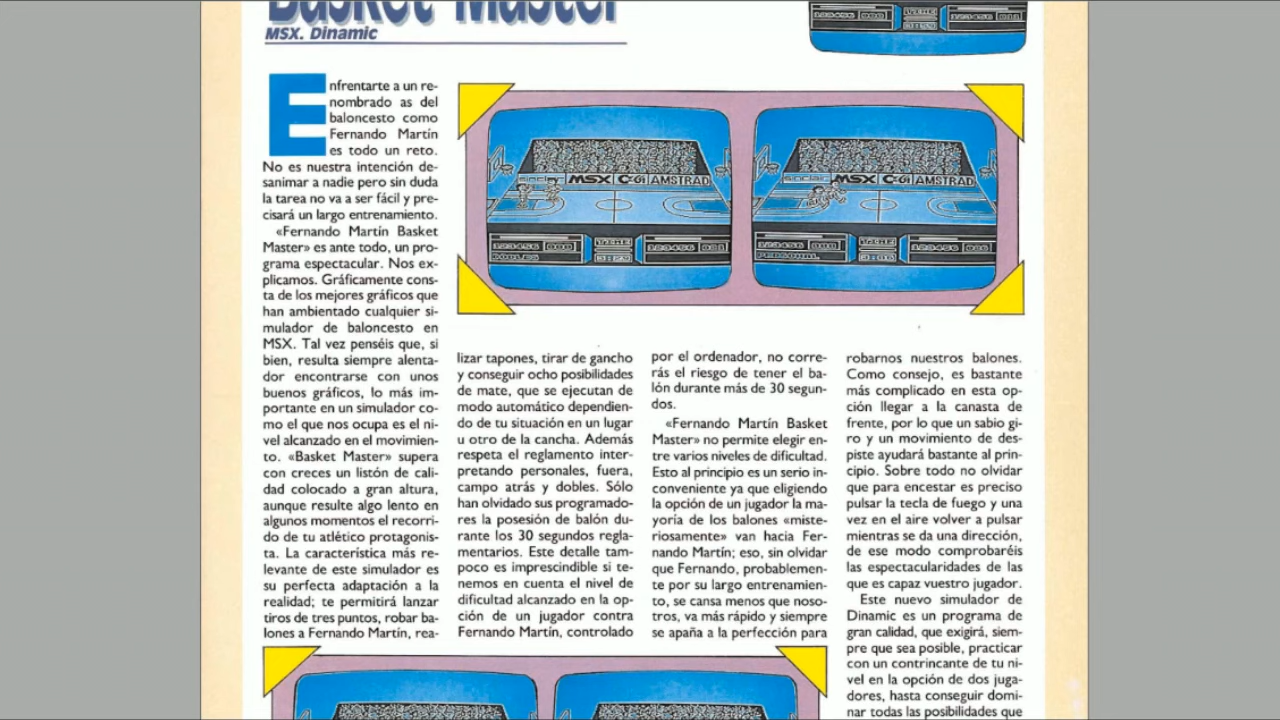 Basket Master
MSX. Dinamic
Enfrentarte a un re-
nombrado as del
baloncesto como
Fernando Martín
es todo un reto.
No es nuestra intención de-
sanimar a nadie pero sin duda
la tarea no va a ser fácil y pre-
cisará un largo entrenamiento.
«Fernando Martín Basket
Master» es ante todo, un pro-
grama espectacular. Nos ex-
plicamos. Gráficamente cons-
ta de los mejores gráficos que
han ambientado cualquier si-
mulador de baloncesto en
MSX. Tal vez penséis que, si
bien, resulta siempre alenta-
dor encontrarse con unos
buenos gráficos, lo más im-
portante en un simulador co-
mo el que nos ocupa es el ni-
vel alcanzado en el movimien-
to. «Basket Master» supera
con creces un listón de cali-
dad colocado a gran altura,
aunque resulte algo lento en
algunos momentos el recorri-
do de tu atlético protagonis-
ta. La característica más re-
levante de este simulador es
su perfecta adaptación a la
realidad; te permitirá lanzar
tiros de tres puntos, robar ba-
lones a Fernando Martín, rea-
sinclair MSX AMSTRAD
sinclair MSX AMSTRAD
lizar tapones, tirar de gancho
y conseguir ocho posibilidades
de mate, que se ejecutan de
modo automático dependien-
do de tu situación en un lugar
u otro de la cancha. Además
respeta el reglamento inter-
pretando personales, fuera,
campo atrás y dobles. Sólo
han olvidado sus programado-
res la posesión de balón du-
rante los 30 segundos regla-
mentarios. Este detalle tam-
poco es imprescindible si te-
nemos en cuenta el nivel de
dificultad alcanzado en la op-
ción de un jugador contra
Fernando Martín, controlado
por el ordenador, no corre-
rás el riesgo de tener el ba-
lón durante más de 30 segun-
dos.
«Fernando Martín Basket
Master» no permite elegir en-
tre varios niveles de dificultad.
Esto al principio es un serio in-
conveniente ya que eligiendo
la opción de un jugador la ma-
yoría de los balones «miste-
riosamente» van hacia Fer-
nando Martín; eso, sin olvidar
que Fernando, probablemen-
te por su largo entrenamien-
to, se cansa menos que noso-
tros, va más rápido y siempre
se apaña a la perfección para
robarnos nuestros balones.
Como consejo, es bastante
más complicado en esta op-
ción llegar a la canasta de
frente, por lo que un sabio gi-
ro y un movimiento de des-
piste ayudará bastante al prin-
cipio. Sobre todo no olvidar
que para encestar es preciso
pulsar la tecla de fuego y una
vez en el aire volver a pulsar
mientras se da una dirección,
de ese modo comprobaréis
las espectacularidades de las
que es capaz vuestro jugador.
Este nuevo simulador de
Dinamic es un programa de
gran calidad, que exigirá, siem-
pre que sea posible, practicar
con un contrincante de tu ni-
vel en la opción de dos juga-
dores, hasta conseguir domi-
nar todas las posibilidades que